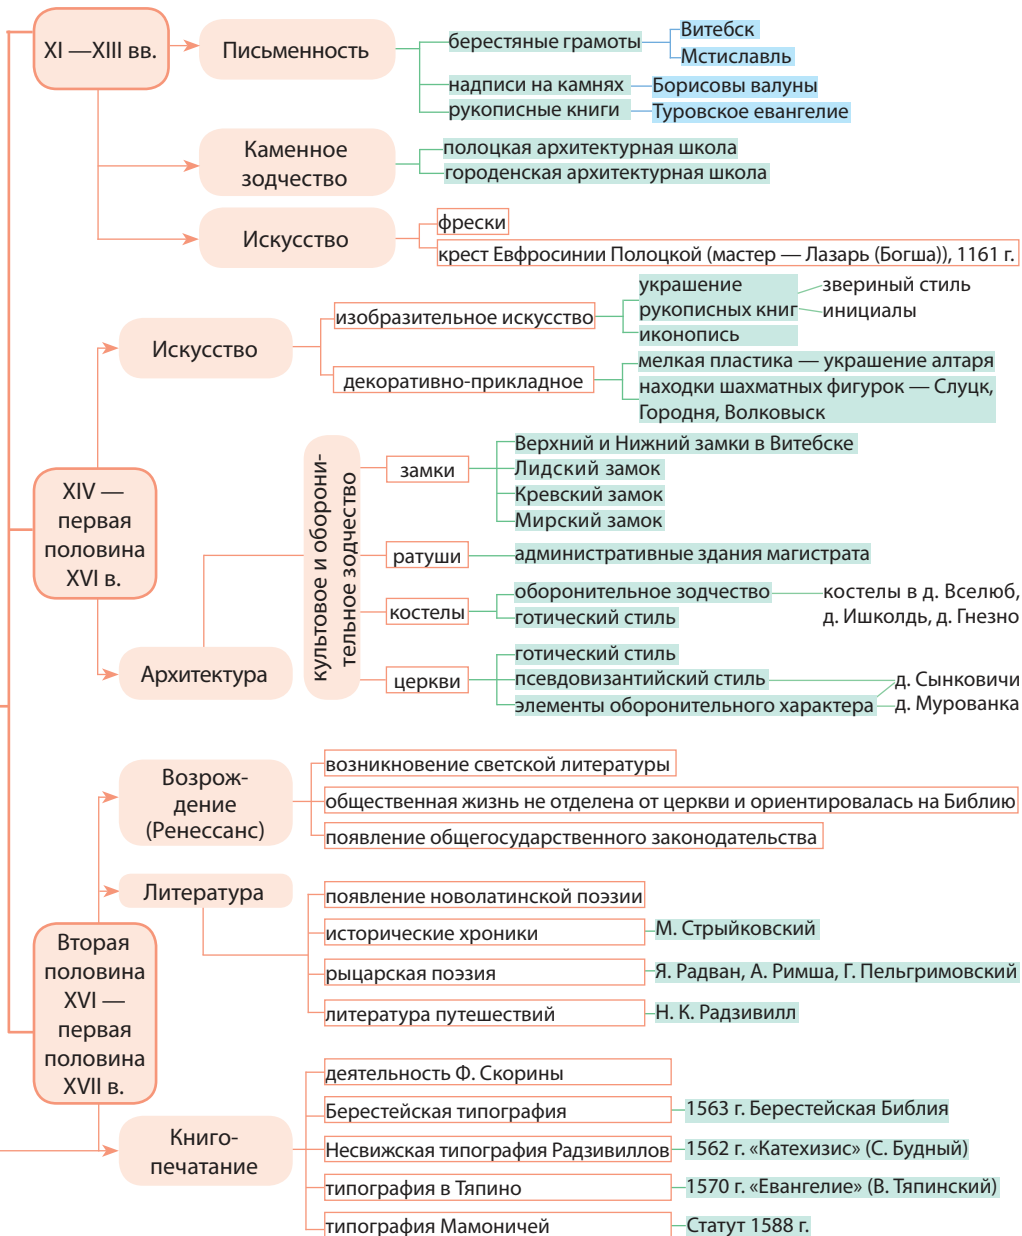 XI —XIII вв.
Письменность
берестяные грамоты
Витебск
Мстиславль
надписи на камнях
Борисовы валуны
рукописные книги
Туровское евангелие
Каменное
зодчество
полоцкая архитектурная школа
городенская архитектурная школа
Искусство
фрески
крест Евфросинии Полоцкой (мастер — Лазарь (Богша)), 1161 г.
XIV —
первая
половина
XVI в.
Искусство
изобразительное искусство
украшение
рукописных книг
звериный стиль
инициалы
иконопись
декоративно-прикладное
мелкая пластика — украшение алтаря
находки шахматных фигурок — Слуцк,
Городня, Волковыск
Архитектура
культовое и оборони-
тельное зодчество
замки
Верхний и Нижний замки в Витебске
Лидский замок
Кревский замок
Мирский замок
ратуши
административные здания магистрата
костелы
оборонительное зодчество
костелы в д. Вселюб,
д. Ишколдь, д. Гнезно
готический стиль
церкви
готический стиль
псевдовизантийский стиль
элементы оборонительного характера
д. Сынковичи
д. Мурованка
Вторая
половина
XVI —
первая
половина
XVII в.
Возрож-
дение
(Ренессанс)
возникновение светской литературы
общественная жизнь не отделена от церкви и ориентировалась на Библию
появление общегосударственного законодательства
Литература
появление новолатинской поэзии
исторические хроники
М. Стрыйковский
рыцарская поэзия
Я. Радван, А. Римша, Г. Пельгримовский
литература путешествий
Н. К. Радзивилл
Книго-
печатание
деятельность Ф. Скорины
Берестейская типография
1563 г. Берестейская Библия
Несвижская типография Радзивиллов
1562 г. «Катехизис» (С. Будный)
типография в Тяпино
1570 г. «Евангелие» (В. Тяпинский)
типография Мамоничей
Статут 1588 г.